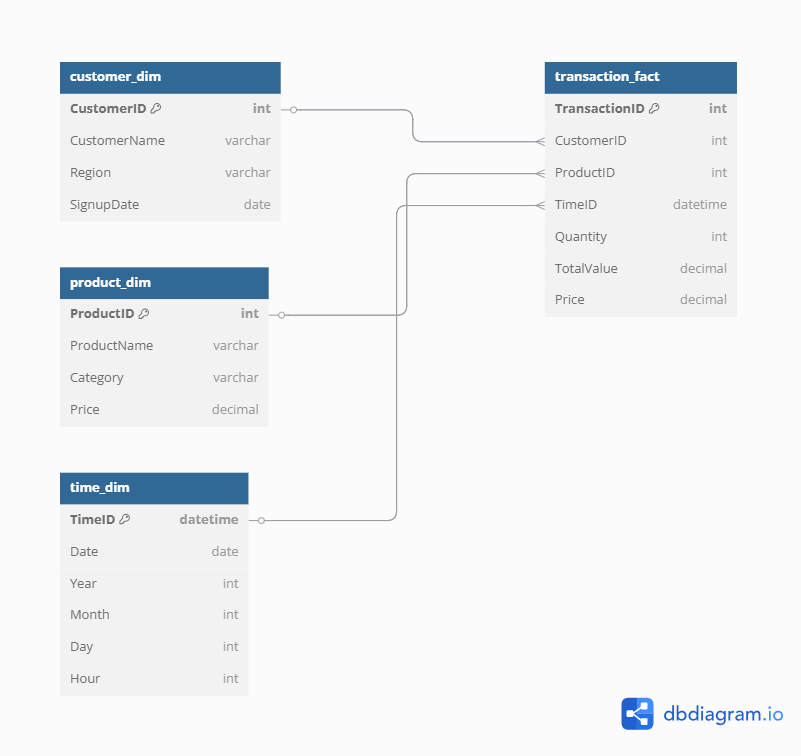 customer_dim
CustomerID int
CustomerName varchar
Region varchar
SignupDate date
transaction_fact
TransactionID int
CustomerID int
ProductID int
TimeID datetime
Quantity int
TotalValue decimal
Price decimal
product_dim
ProductID int
ProductName varchar
Category varchar
Price decimal
time_dim
TimeID datetime
Date date
Year int
Month int
Day int
Hour int
dbdiagram.io